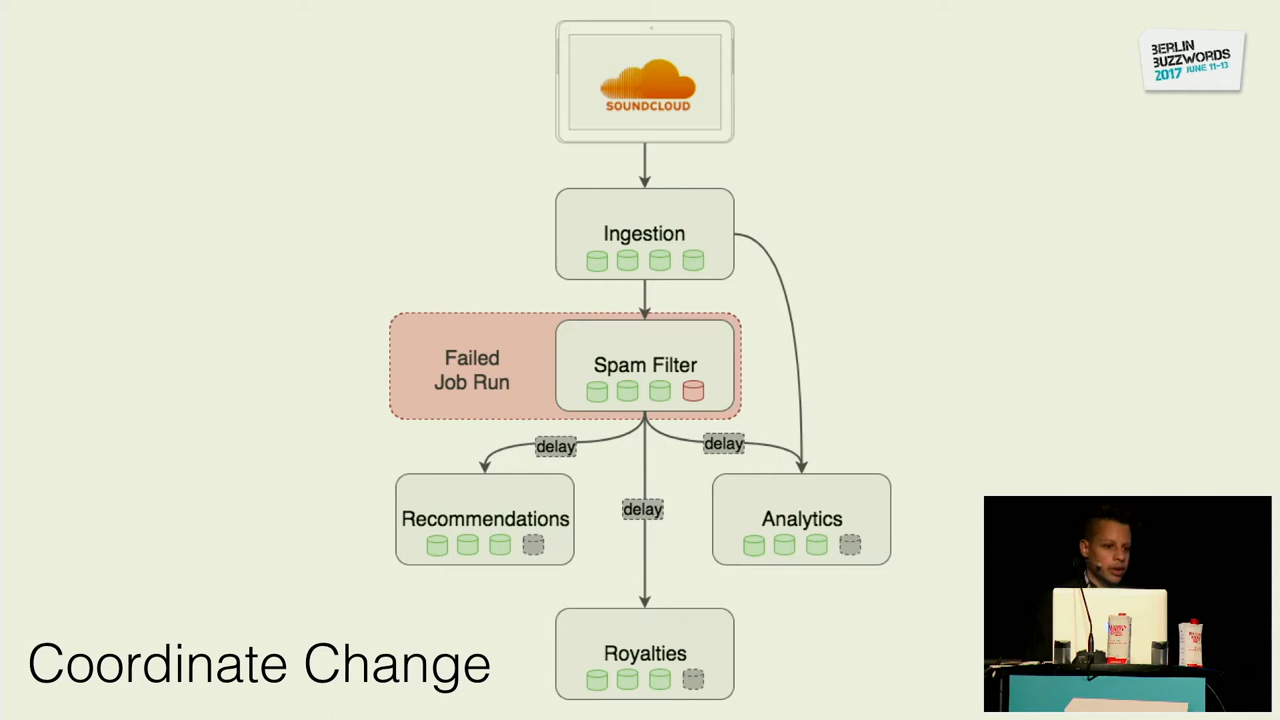 SOUNDCLOUD
BERLIN
BUZZWORDS
2017 JUNE 11-13
Ingestion
Failed
Job Run
Spam Filter
delay
delay
Recommendations
delay
Analytics
Royalties
Coordinate Change